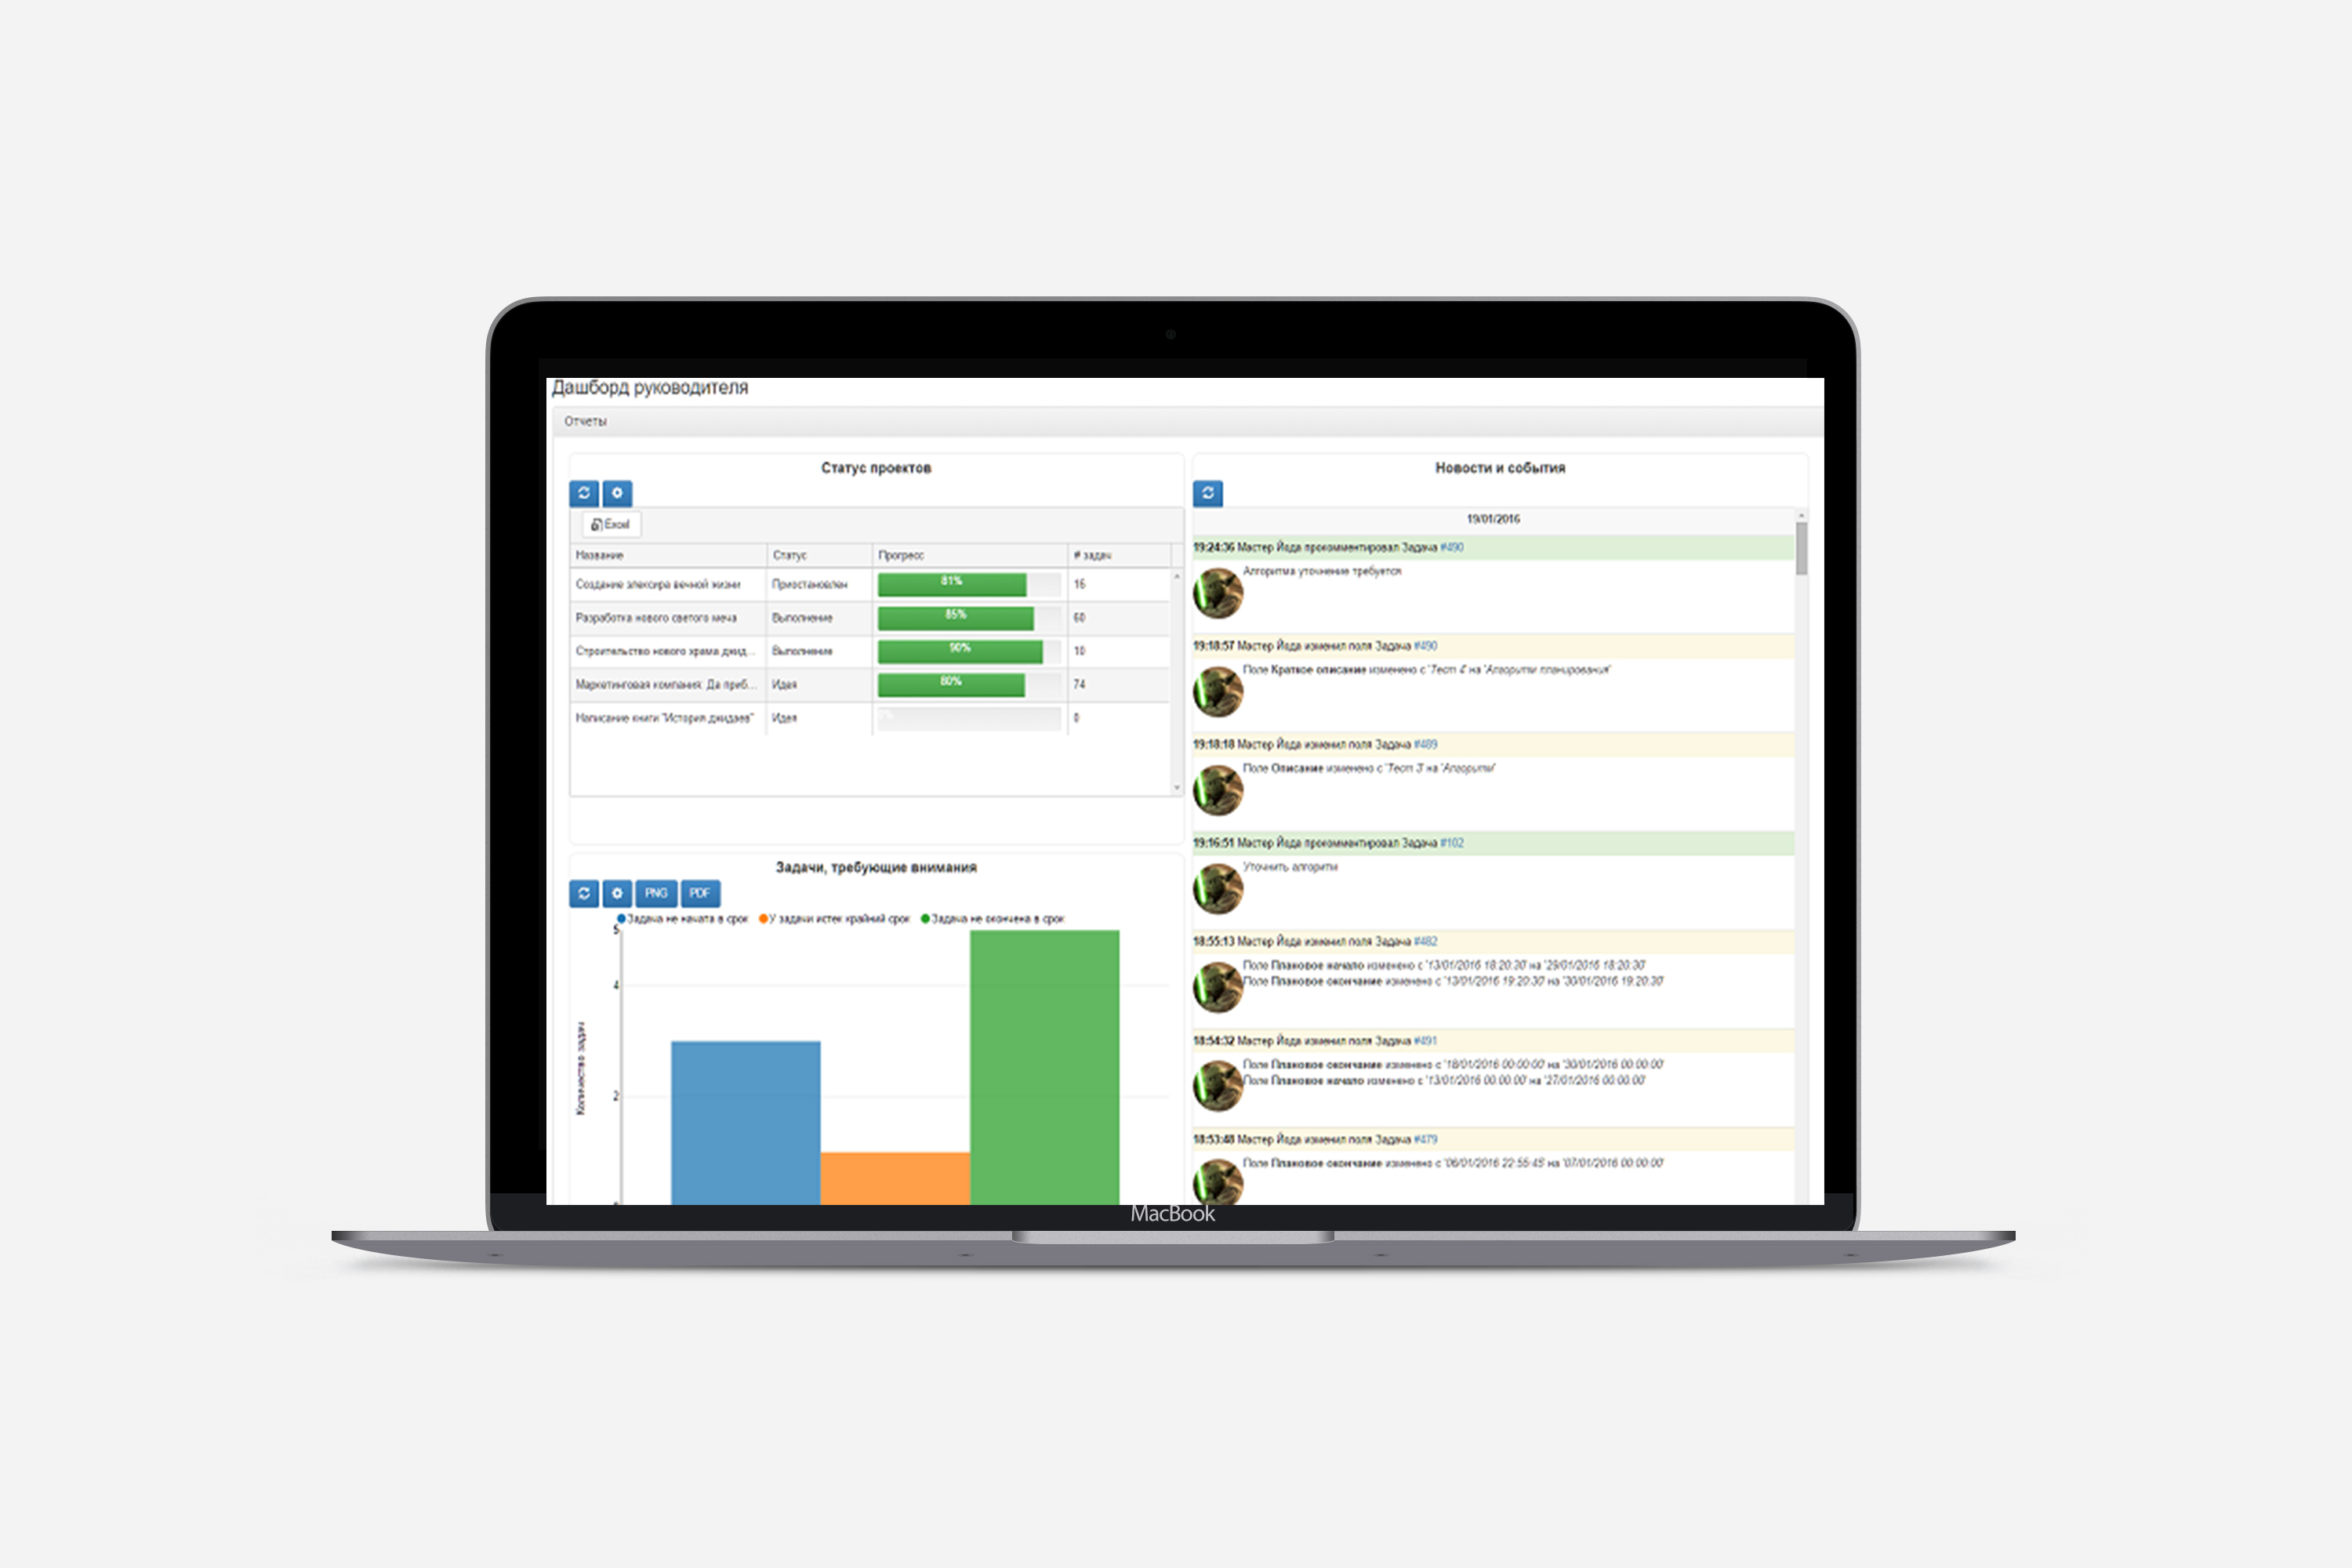 Дашборд руководителя
Отчеты
Статус проектов
Excel
Название Статус Прогресс # задач
Создание элексира вечной жизни Приостановлен 81% 16
Разработка нового светого меча Выполнение 85% 60
Строительство нового храма джид... Выполнение 90% 10
Маркетинговая компания: Да приб... Идея 80% 74
Написание книги "История джидаев" Идея 0
Задачи, требующие внимания
PNG PDF
Задача не начата в срок У задачи истек крайний срок Задача не окончена в срок
5
4
2
Количество задач
Новости и события
19/01/2016
19:24:36 Мастер Йода прокомментировал Задача #490
Алгоритма уточнение требуется
19:18:57 Мастер Йода изменил поля Задача #490
Поле Краткое описание изменено с 'Тест 4' на 'Алгоритм планирования'
19:18:18 Мастер Йода изменил поля Задача #489
Поле Описание изменено с 'Тест 3' на 'Алгоритм'
19:16:51 Мастер Йода прокомментировал Задача #102
Уточнить алгоритм
18:55:13 Мастер Йода изменил поля Задача #482
Поле Плановое начало изменено с '13/01/2016 18:20:30' на '29/01/2016 18:20:30'
Поле Плановое окончание изменено с '13/01/2016 19:20:30' на '30/01/2016 19:20:30'
18:54:32 Мастер Йода изменил поля Задача #491
Поле Плановое окончание изменено с '18/01/2016 00:00:00' на '30/01/2016 00:00:00'
Поле Плановое начало изменено с '13/01/2016 00:00:00' на '27/01/2016 00:00:00'
18:53:48 Мастер Йода изменил поля Задача #479
Поле Плановое окончание изменено с '06/01/2016 22:55:45' на '07/01/2016 00:00:00'
MacBook